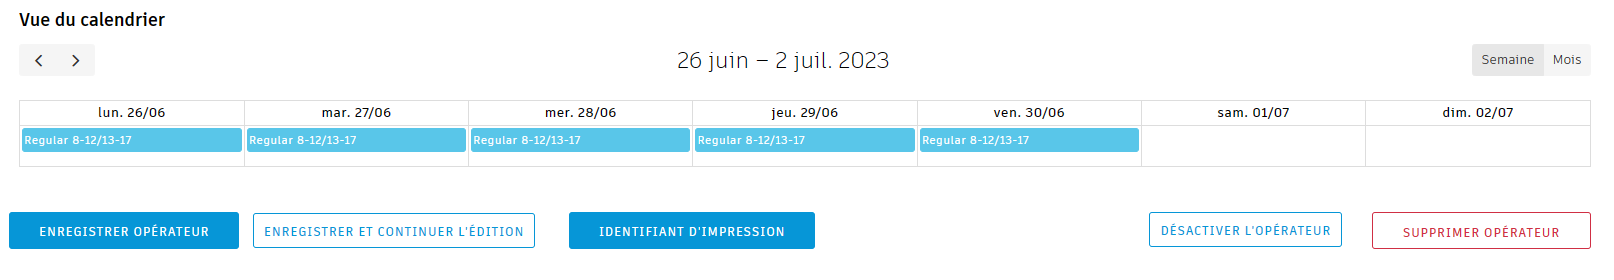 Vue du calendrier
26 juin – 2 juil. 2023
Semaine Mois
lun. 26/06 mar. 27/06 mer. 28/06 jeu. 29/06 ven. 30/06 sam. 01/07 dim. 02/07
Regular 8-12/13-17 Regular 8-12/13-17 Regular 8-12/13-17 Regular 8-12/13-17 Regular 8-12/13-17
ENREGISTRER OPÉRATEUR ENREGISTRER ET CONTINUER L'ÉDITION IDENTIFIANT D'IMPRESSION DÉSACTIVER L'OPÉRATEUR SUPPRIMER OPÉRATEUR